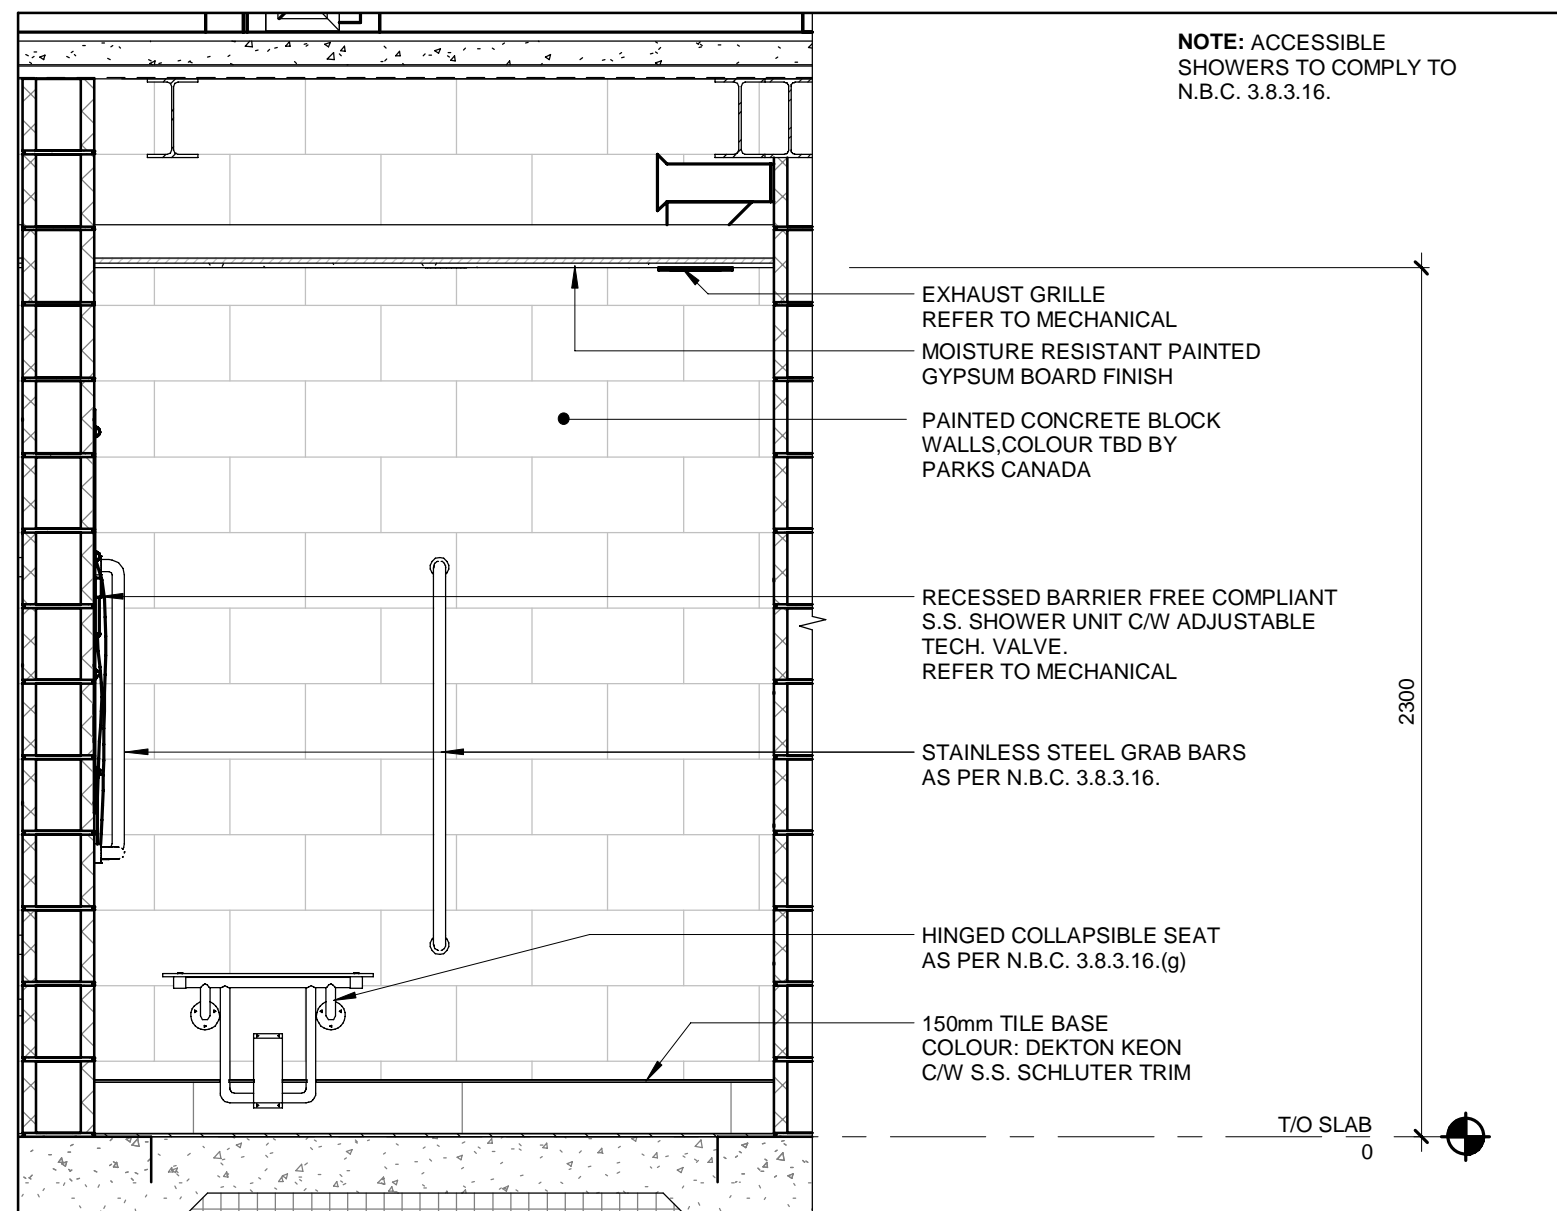 NOTE: ACCESSIBLE
SHOWERS TO COMPLY TO
N.B.C. 3.8.3.16.
EXHAUST GRILLE
REFER TO MECHANICAL
MOISTURE RESISTANT PAINTED
GYPSUM BOARD FINISH
PAINTED CONCRETE BLOCK
WALLS,COLOUR TBD BY
PARKS CANADA
RECESSED BARRIER FREE COMPLIANT
S.S. SHOWER UNIT C/W ADJUSTABLE
TECH. VALVE.
REFER TO MECHANICAL
2300
STAINLESS STEEL GRAB BARS
AS PER N.B.C. 3.8.3.16.
HINGED COLLAPSIBLE SEAT
AS PER N.B.C. 3.8.3.16.(g)
150mm TILE BASE
COLOUR: DEKTON KEON
C/W S.S. SCHLUTER TRIM
T/O SLAB
0